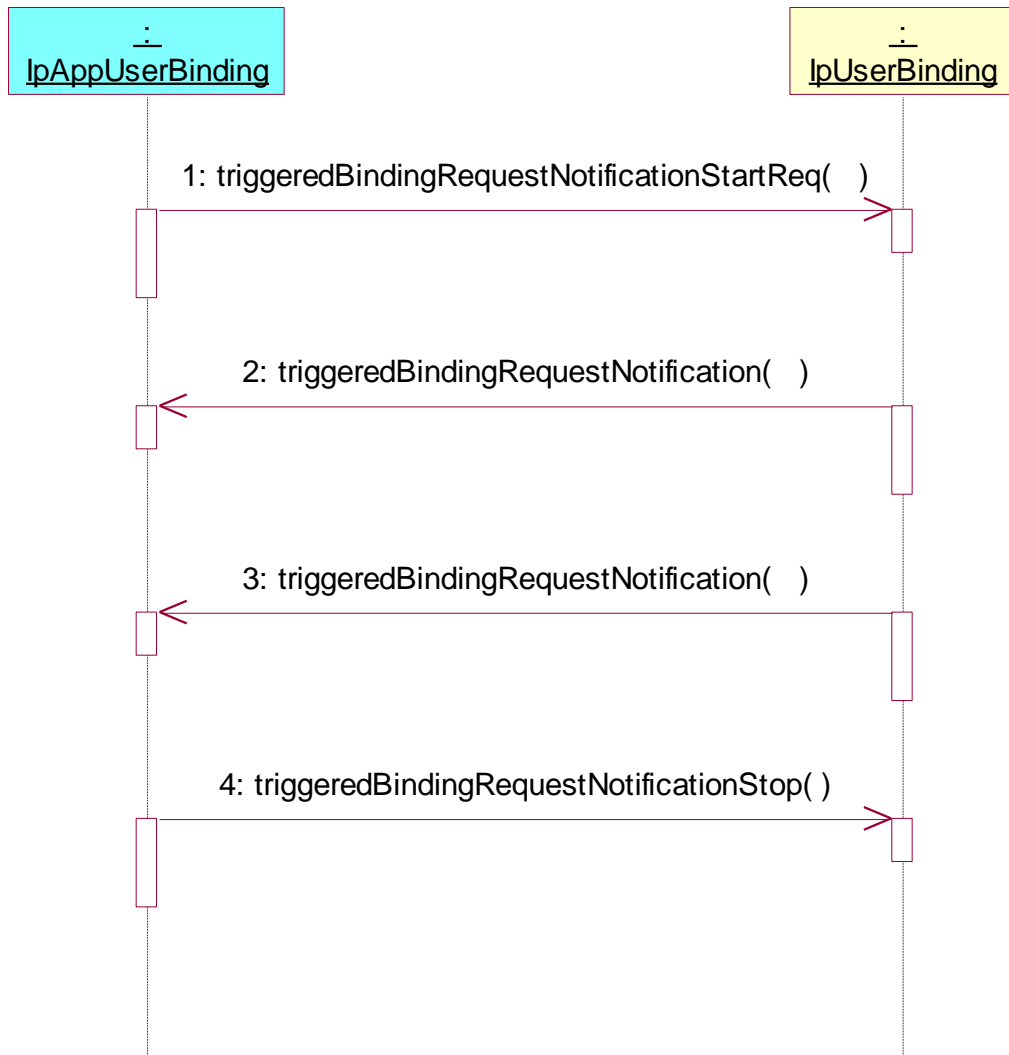 :
IpAppUserBinding
:
IpUserBinding
1: triggeredBindingRequestNotificationStartReq(   )
2: triggeredBindingRequestNotification(   )
3: triggeredBindingRequestNotification(   )
4: triggeredBindingRequestNotificationStop( )